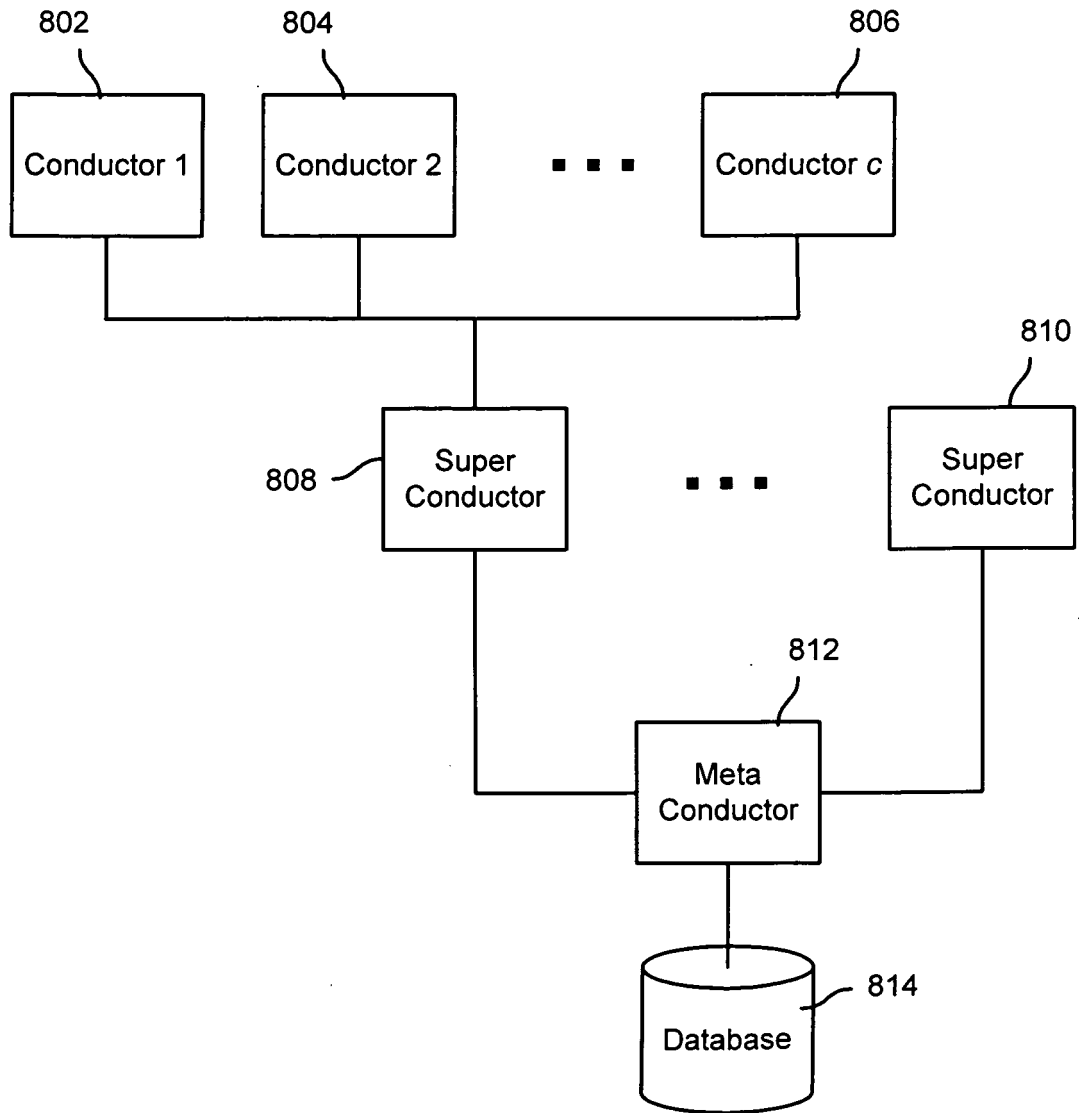 802
804
806
Conductor 1
Conductor 2
Conductor c
810
808
Super
Conductor
Super
Conductor
812
Meta
Conductor
814
Database